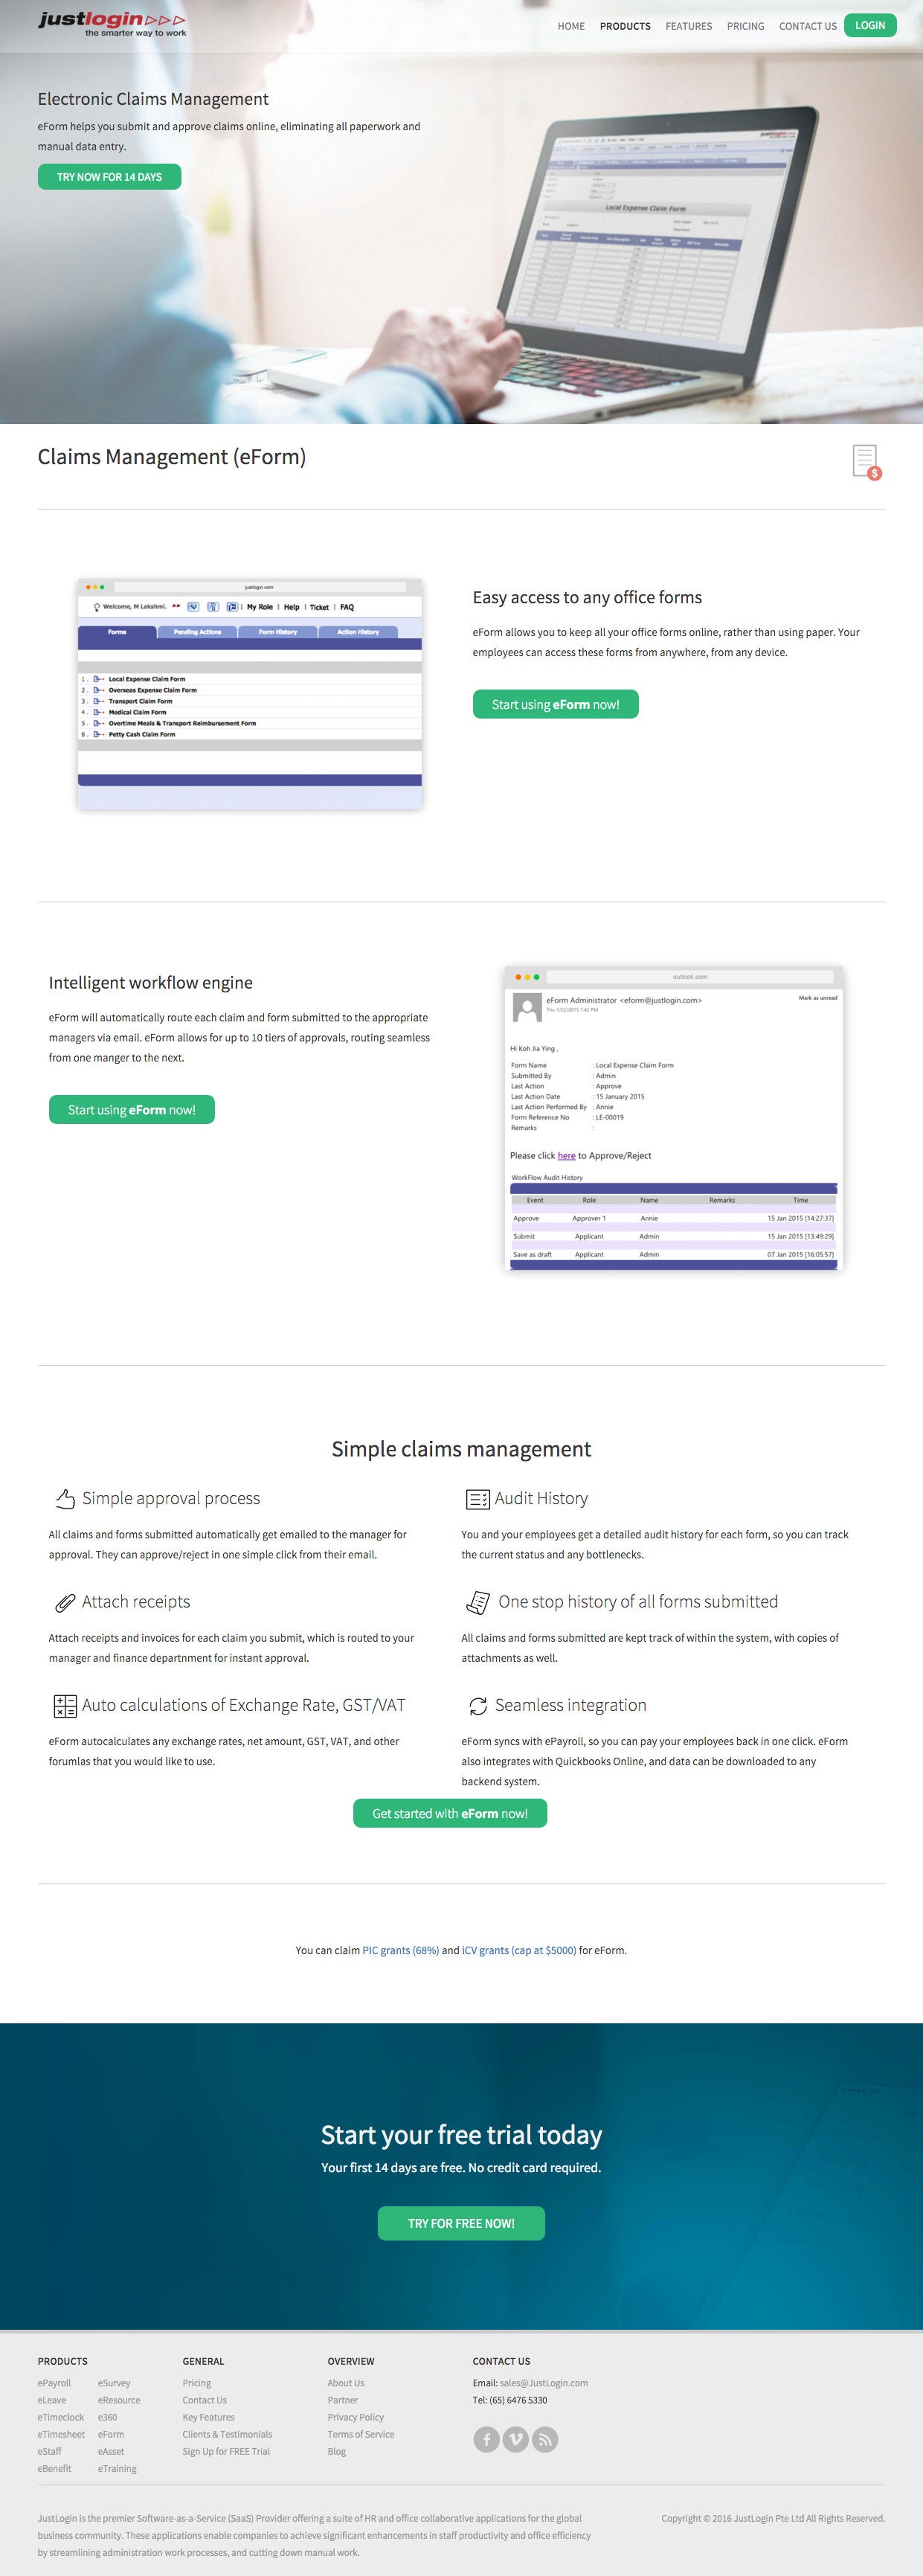 justlogin
the smarter way to work
HOME PRODUCTS FEATURES PRICING CONTACT US LOGIN
Electronic Claims Management
eForm helps you submit and approve claims online, eliminating all paperwork and
manual data entry.
TRY NOW FOR 14 DAYS
Local Expense Claim Form
Claims Management (eForm)
justlogin.com
Welcome, M Lakshmi. My Role | Help | Ticket | FAQ
Forms Pending Actions Form History Action History
1. Local Expense Claim Form
2. Overseas Expense Claim Form
3. Transport Claim Form
4. Medical Claim Form
5. Overtime Meals & Transport Reimbursement Form
6. Petty Cash Claim Form
Easy access to any office forms
eForm allows you to keep all your office forms online, rather than using paper. Your
employees can access these forms from anywhere, from any device.
Start using eForm now!
Intelligent workflow engine
eForm will automatically route each claim and form submitted to the appropriate
managers via email. eForm allows for up to 10 tiers of approvals, routing seamless
from one manger to the next.
Start using eForm now!
outlook.com
eForm Administrator <eform@justlogin.com> Mark as unread
Thu 1/22/2015 1:42 PM
Hi Koh Jia Ying ,
Form Name : Local Expense Claim Form
Submitted By : Admin
Last Action : Approve
Last Action Date : 15 January 2015
Last Action Performed By : Annie
Form Reference No : LE-00019
Remarks :
Please click here to Approve/Reject
WorkFlow Audit History
Event Role Name Remarks Time
Approve Approver 1 Annie 15 Jan 2015 [14:27:37]
Submit Applicant Admin 15 Jan 2015 [13:49:29]
Save as draft Applicant Admin 07 Jan 2015 [16:05:57]
Simple claims management
Simple approval process
All claims and forms submitted automatically get emailed to the manager for
approval. They can approve/reject in one simple click from their email.
Audit History
You and your employees get a detailed audit history for each form, so you can track
the current status and any bottlenecks.
Attach receipts
Attach receipts and invoices for each claim you submit, which is routed to your
manager and finance departnment for instant approval.
One stop history of all forms submitted
All claims and forms submitted are kept track of within the system, with copies of
attachments as well.
Auto calculations of Exchange Rate, GST/VAT
eForm autocalculates any exchange rates, net amount, GST, VAT, and other
forumlas that you would like to use.
Seamless integration
eForm syncs with ePayroll, so you can pay your employees back in one click. eForm
also integrates with Quickbooks Online, and data can be downloaded to any
backend system.
Get started with eForm now!
You can claim PIC grants (68%) and iCV grants (cap at $5000) for eForm.
Start your free trial today
Your first 14 days are free. No credit card required.
TRY FOR FREE NOW!
PRODUCTS
ePayroll eSurvey
eLeave eResource
eTimeclock e360
eTimesheet eForm
eStaff eAsset
eBenefit eTraining
GENERAL
Pricing
Contact Us
Key Features
Clients & Testimonials
Sign Up for FREE Trial
OVERVIEW
About Us
Partner
Privacy Policy
Terms of Service
Blog
CONTACT US
Email: sales@JustLogin.com
Tel: (65) 6476 5330
JustLogin is the premier Software-as-a-Service (SaaS) Provider offering a suite of HR and office collaborative applications for the global
business community. These applications enable companies to achieve significant enhancements in staff productivity and office efficiency
by streamlining administration work processes, and cutting down manual work.
Copyright © 2016 JustLogin Pte Ltd All Rights Reserved.